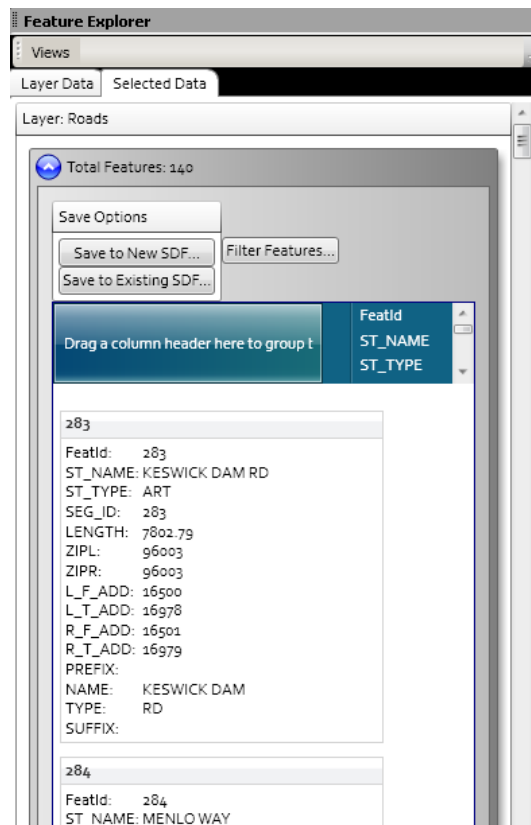 Feature Explorer
Views
Layer Data Selected Data
Layer: Roads
Total Features: 140
Save Options
Save to New SDF... Filter Features...
Save to Existing SDF...
Drag a column header here to group t
FeatId
ST_NAME
ST_TYPE
283
FeatId: 283
ST_NAME: KESWICK DAM RD
ST_TYPE: ART
SEG_ID: 283
LENGTH: 7802.79
ZIPL: 96003
ZIPR: 96003
L_F_ADD: 16500
L_T_ADD: 16978
R_F_ADD: 16501
R_T_ADD: 16979
PREFIX:
NAME: KESWICK DAM
TYPE: RD
SUFFIX:
284
FeatId: 284
ST_NAME: MENLO WAY